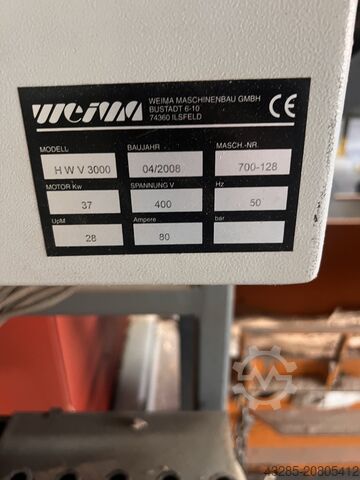 WEIMA
WEIMA MASCHINENBAU GMBH
BUSTADT 6-10
74360 ILSFELD
CE
MODELL
BAUJAHR
MASCH.-NR.
H W V 3000
04/2008
700-128
MOTOR Kw
SPANNUNG V
Hz
37
400
50
UpM
Ampere
bar
28
80
43285-20805412